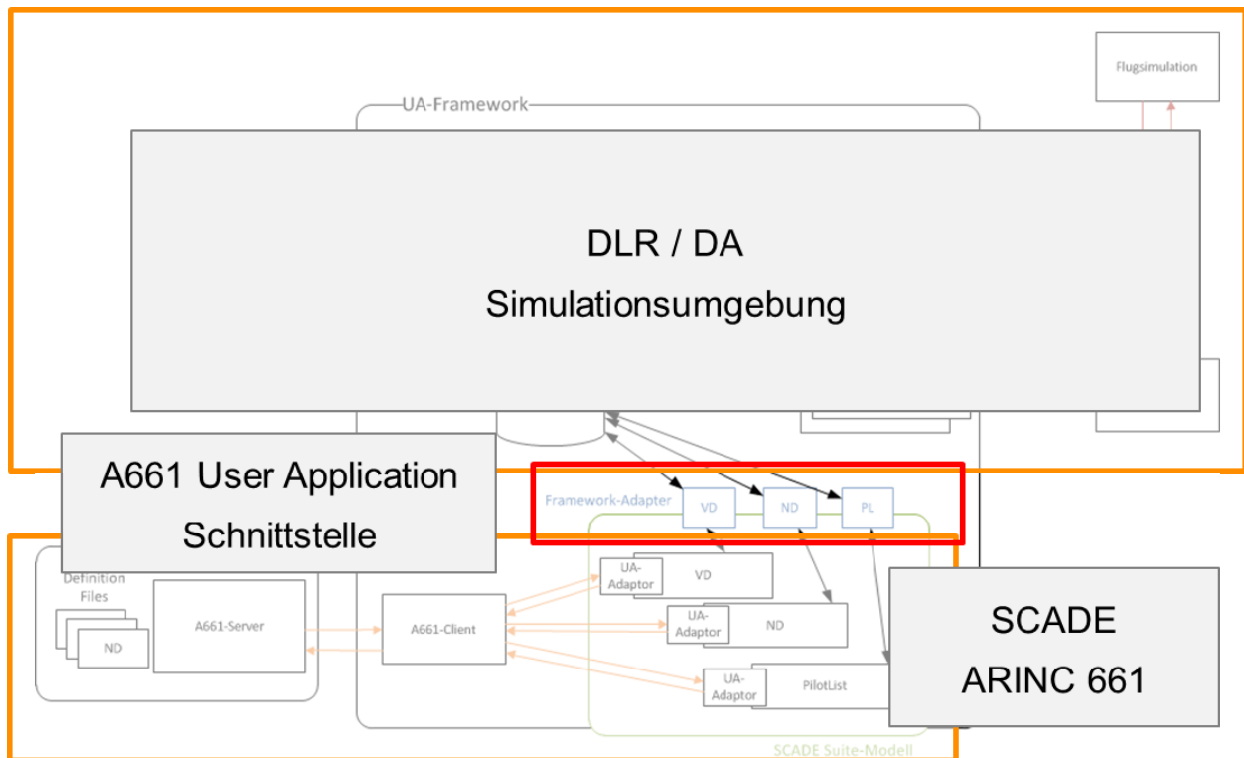 Flugsimulation
UA-Framework
DLR / DA
Simulationsumgebung
A661 User Application
Schnittstelle
Framework-Adapter
VD
ND
PL
Definition
Files
ND
A661-Server
A661-Client
UA-
Adaptor
VD
UA-
Adaptor
ND
UA-
Adaptor
PilotList
SCADE
ARINC 661
SCADE Suite-Modell